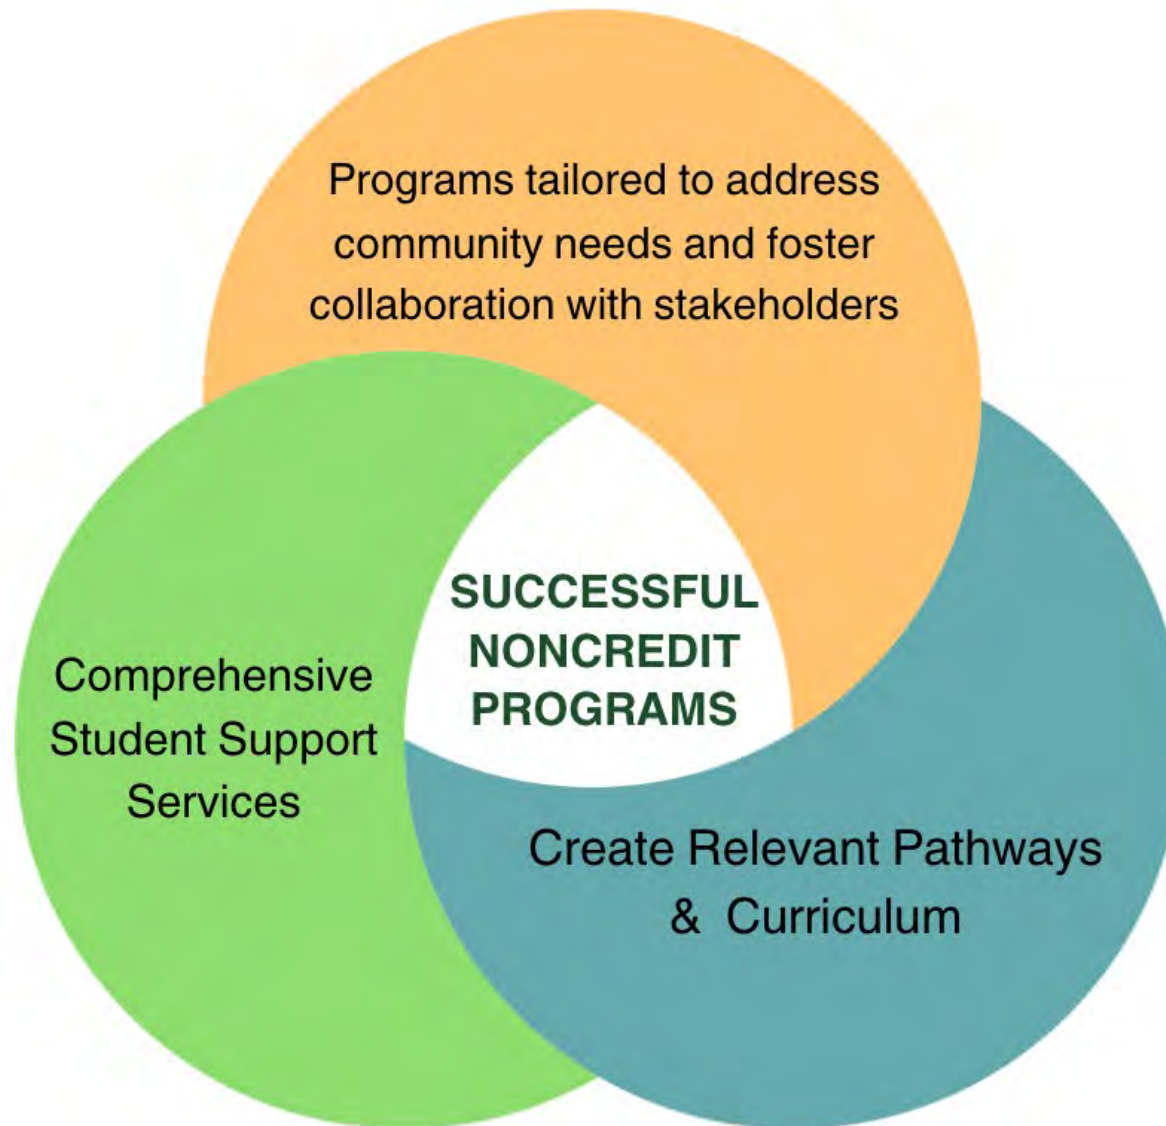 Programs tailored to address
community needs and foster
collaboration with stakeholders
SUCCESSFUL
NONCREDIT
PROGRAMS
Comprehensive
Student Support
Services
Create Relevant Pathways
& Curriculum